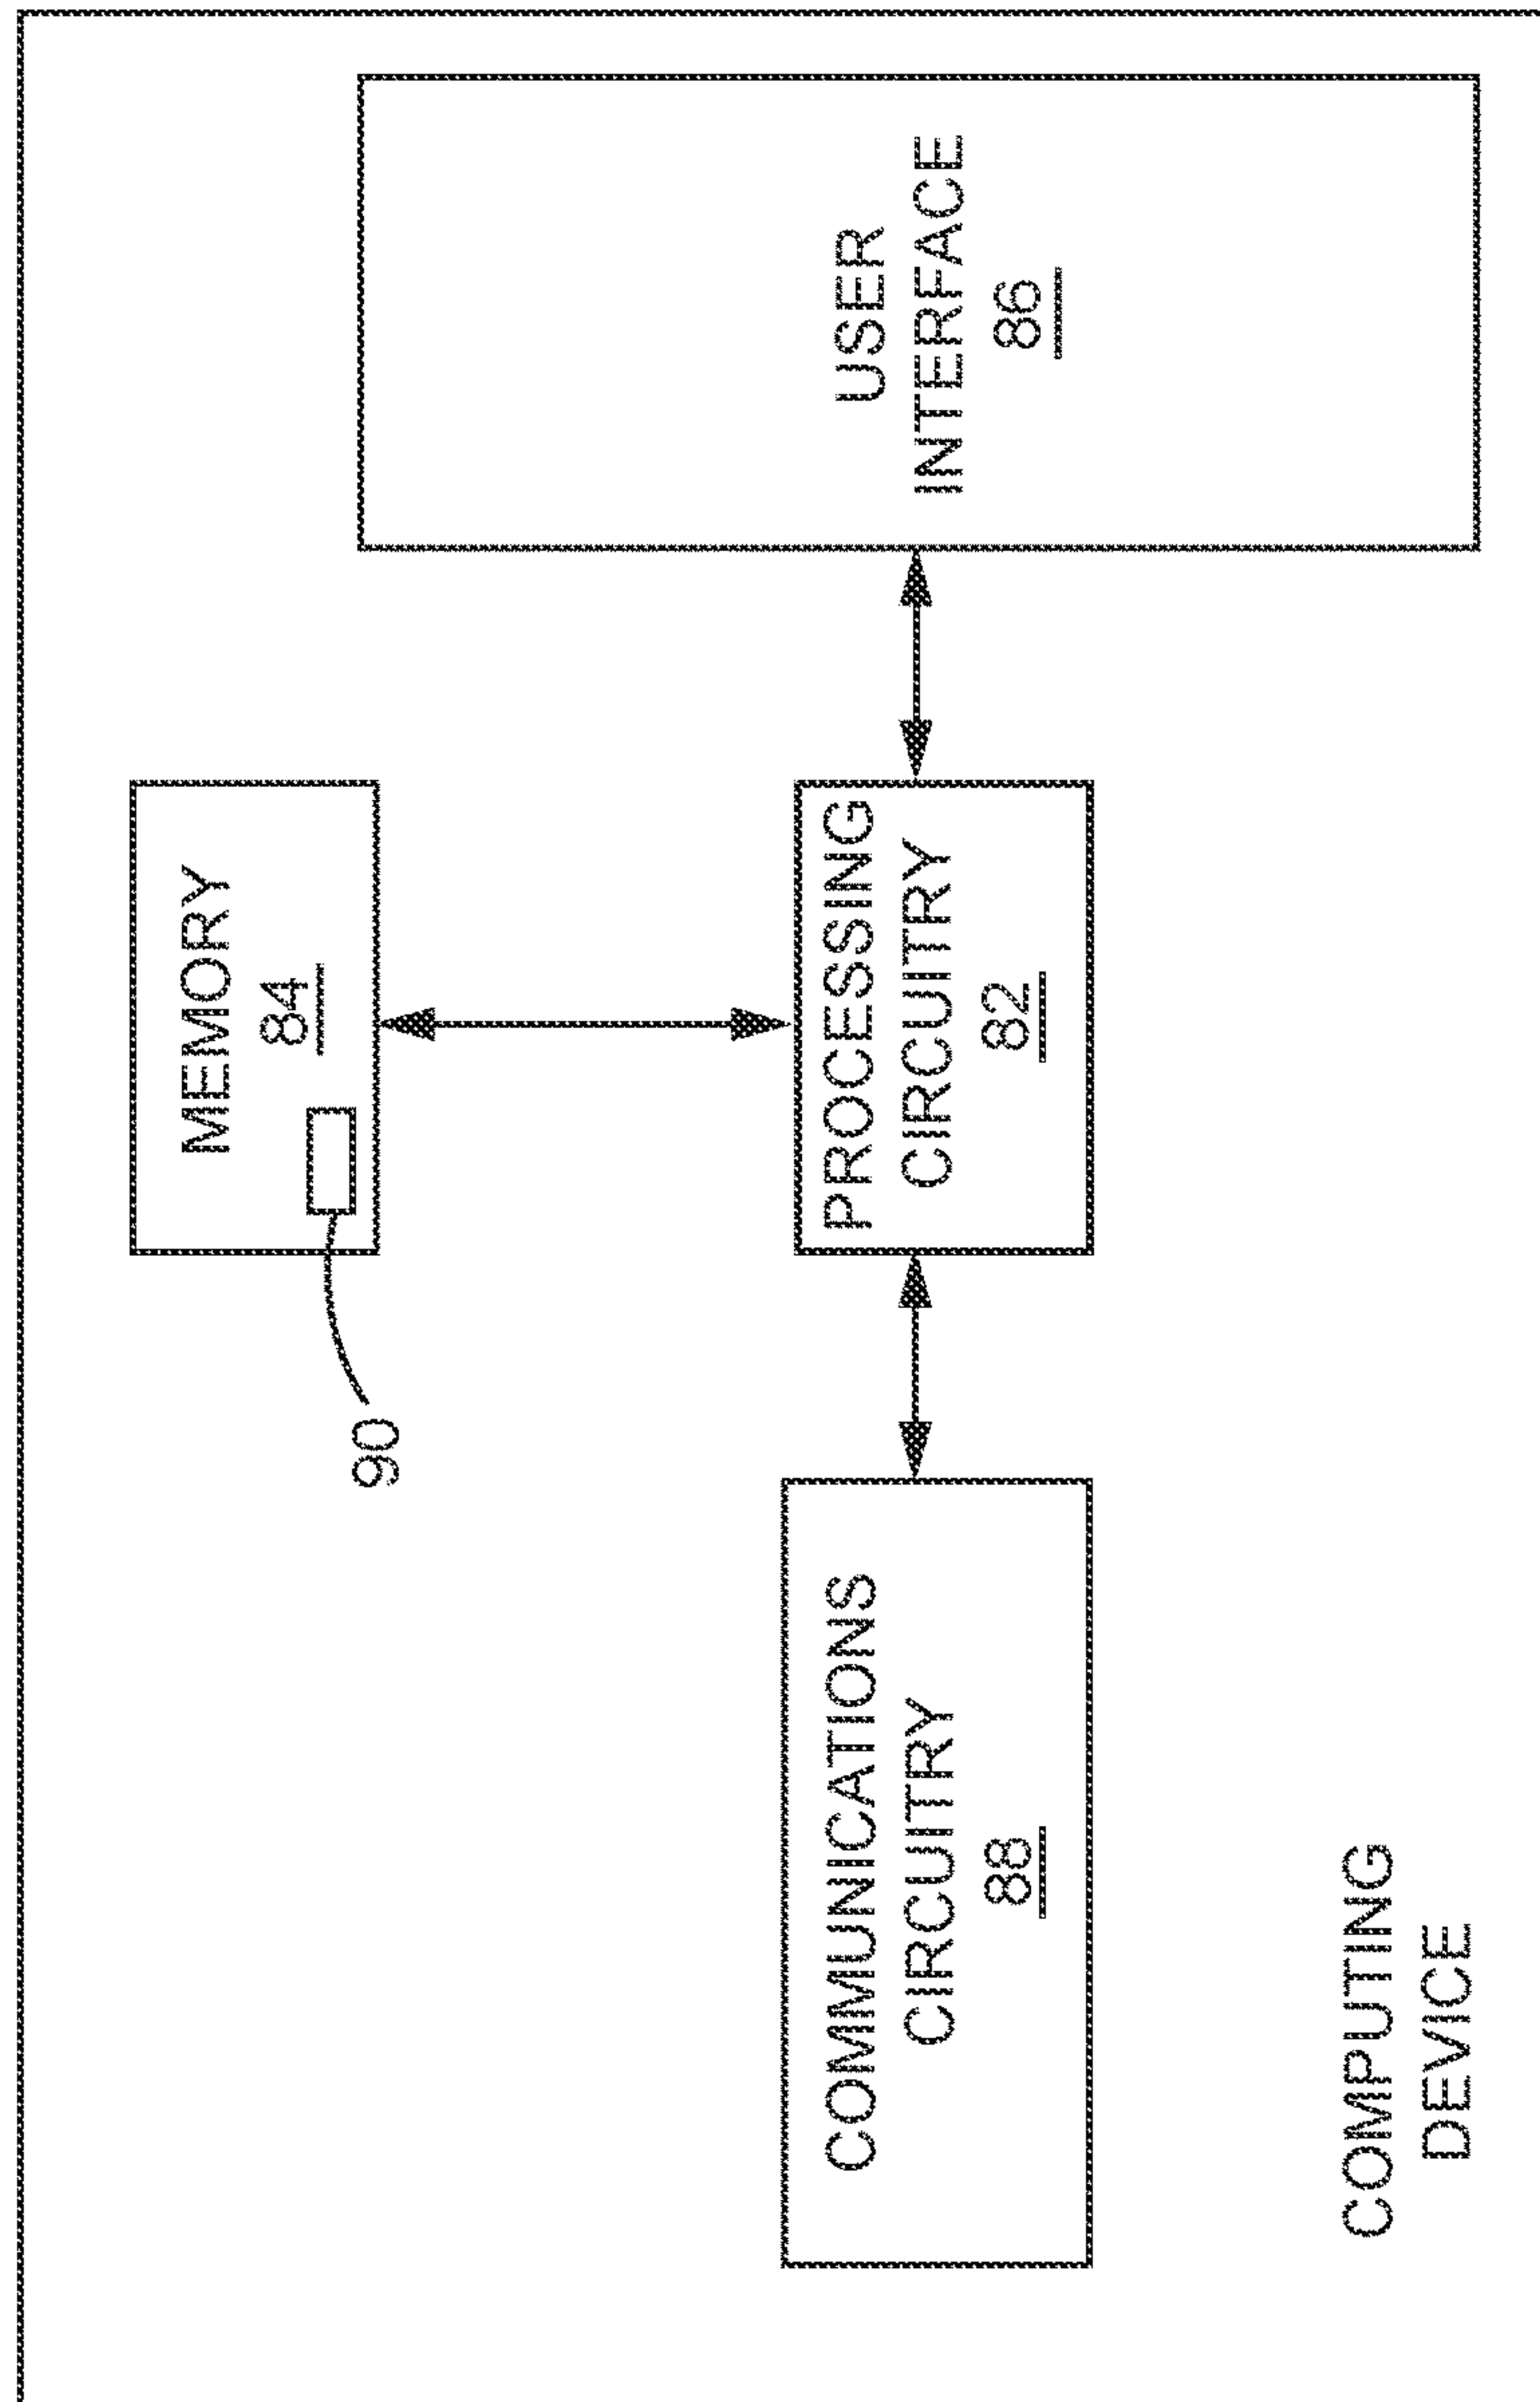 MEMORY
84
90
COMMUNICATIONS
CIRCUITRY
88
PROCESSING
CIRCUITRY
82
USER
INTERFACE
86
COMPUTING
DEVICE